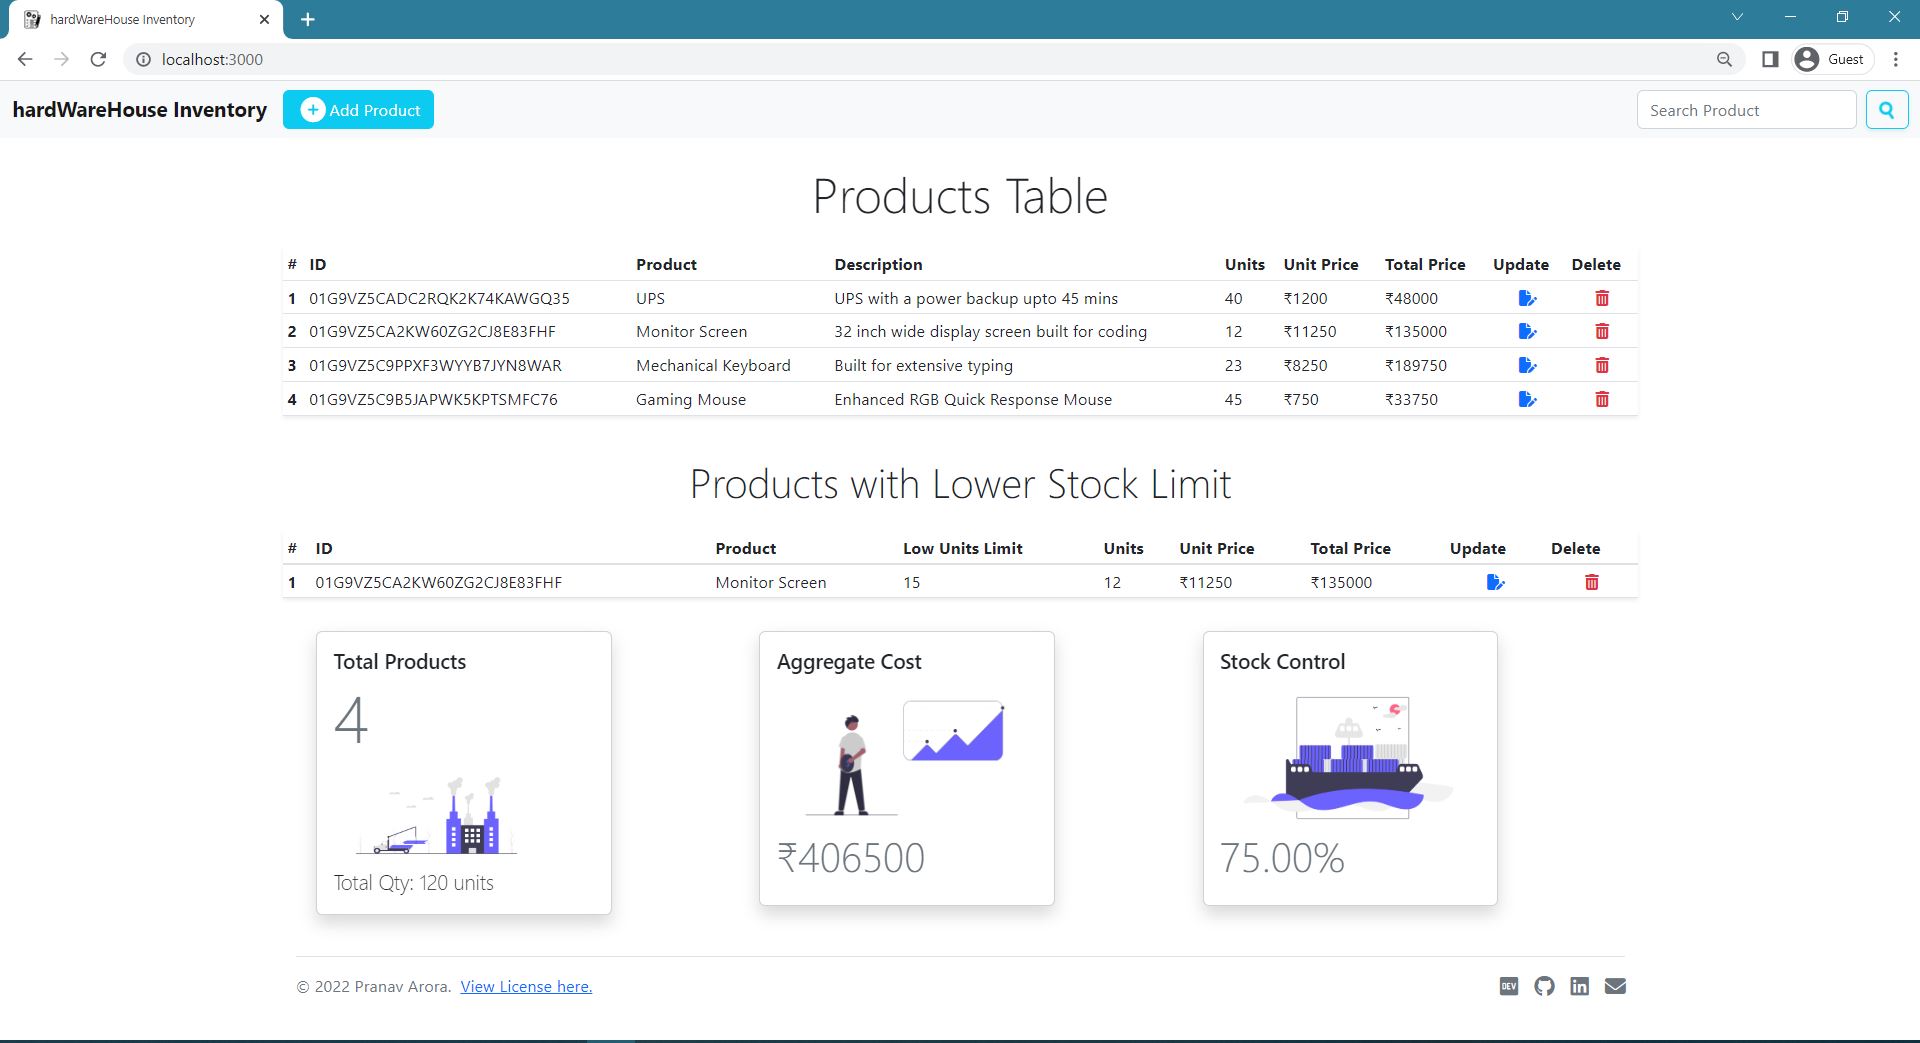 hardWareHouse Inventory
localhost:3000
Guest
hardWareHouse Inventory Add Product Search Product
Products Table
# ID Product Description Units Unit Price Total Price Update Delete
1 01G9VZ5CADC2RQK2K74KAWGQ35 UPS UPS with a power backup upto 45 mins 40 ₹1200 ₹48000
2 01G9VZ5CA2KW60ZG2CJ8E83FHF Monitor Screen 32 inch wide display screen built for coding 12 ₹11250 ₹135000
3 01G9VZ5C9PPXF3WYYB7JYN8WAR Mechanical Keyboard Built for extensive typing 23 ₹8250 ₹189750
4 01G9VZ5C9B5JAPWK5KPTSMFC76 Gaming Mouse Enhanced RGB Quick Response Mouse 45 ₹750 ₹33750
Products with Lower Stock Limit
# ID Product Low Units Limit Units Unit Price Total Price Update Delete
1 01G9VZ5CA2KW60ZG2CJ8E83FHF Monitor Screen 15 12 ₹11250 ₹135000
Total Products
4
Total Qty: 120 units
Aggregate Cost
₹406500
Stock Control
75.00%
© 2022 Pranav Arora. View License here.
DEV
in